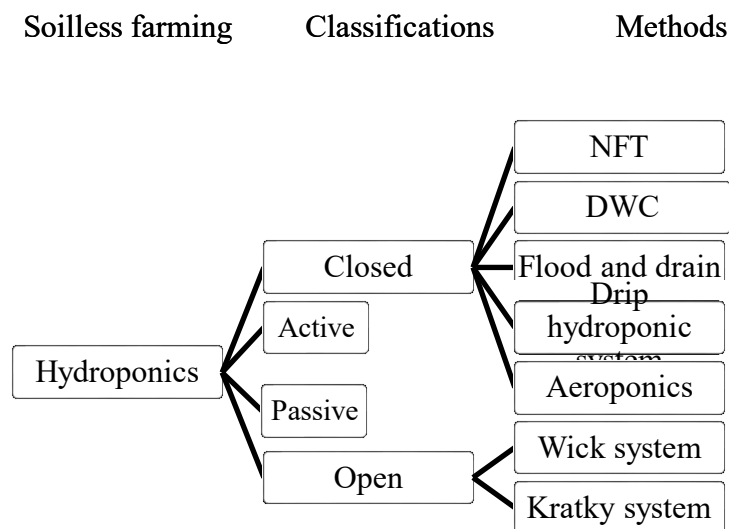 Soilless farming Classifications Methods
NFT
DWC
Closed
Flood and drain
Drip
hydroponic
system
Active
Hydroponics
Aeroponics
Passive
Wick system
Open
Kratky system